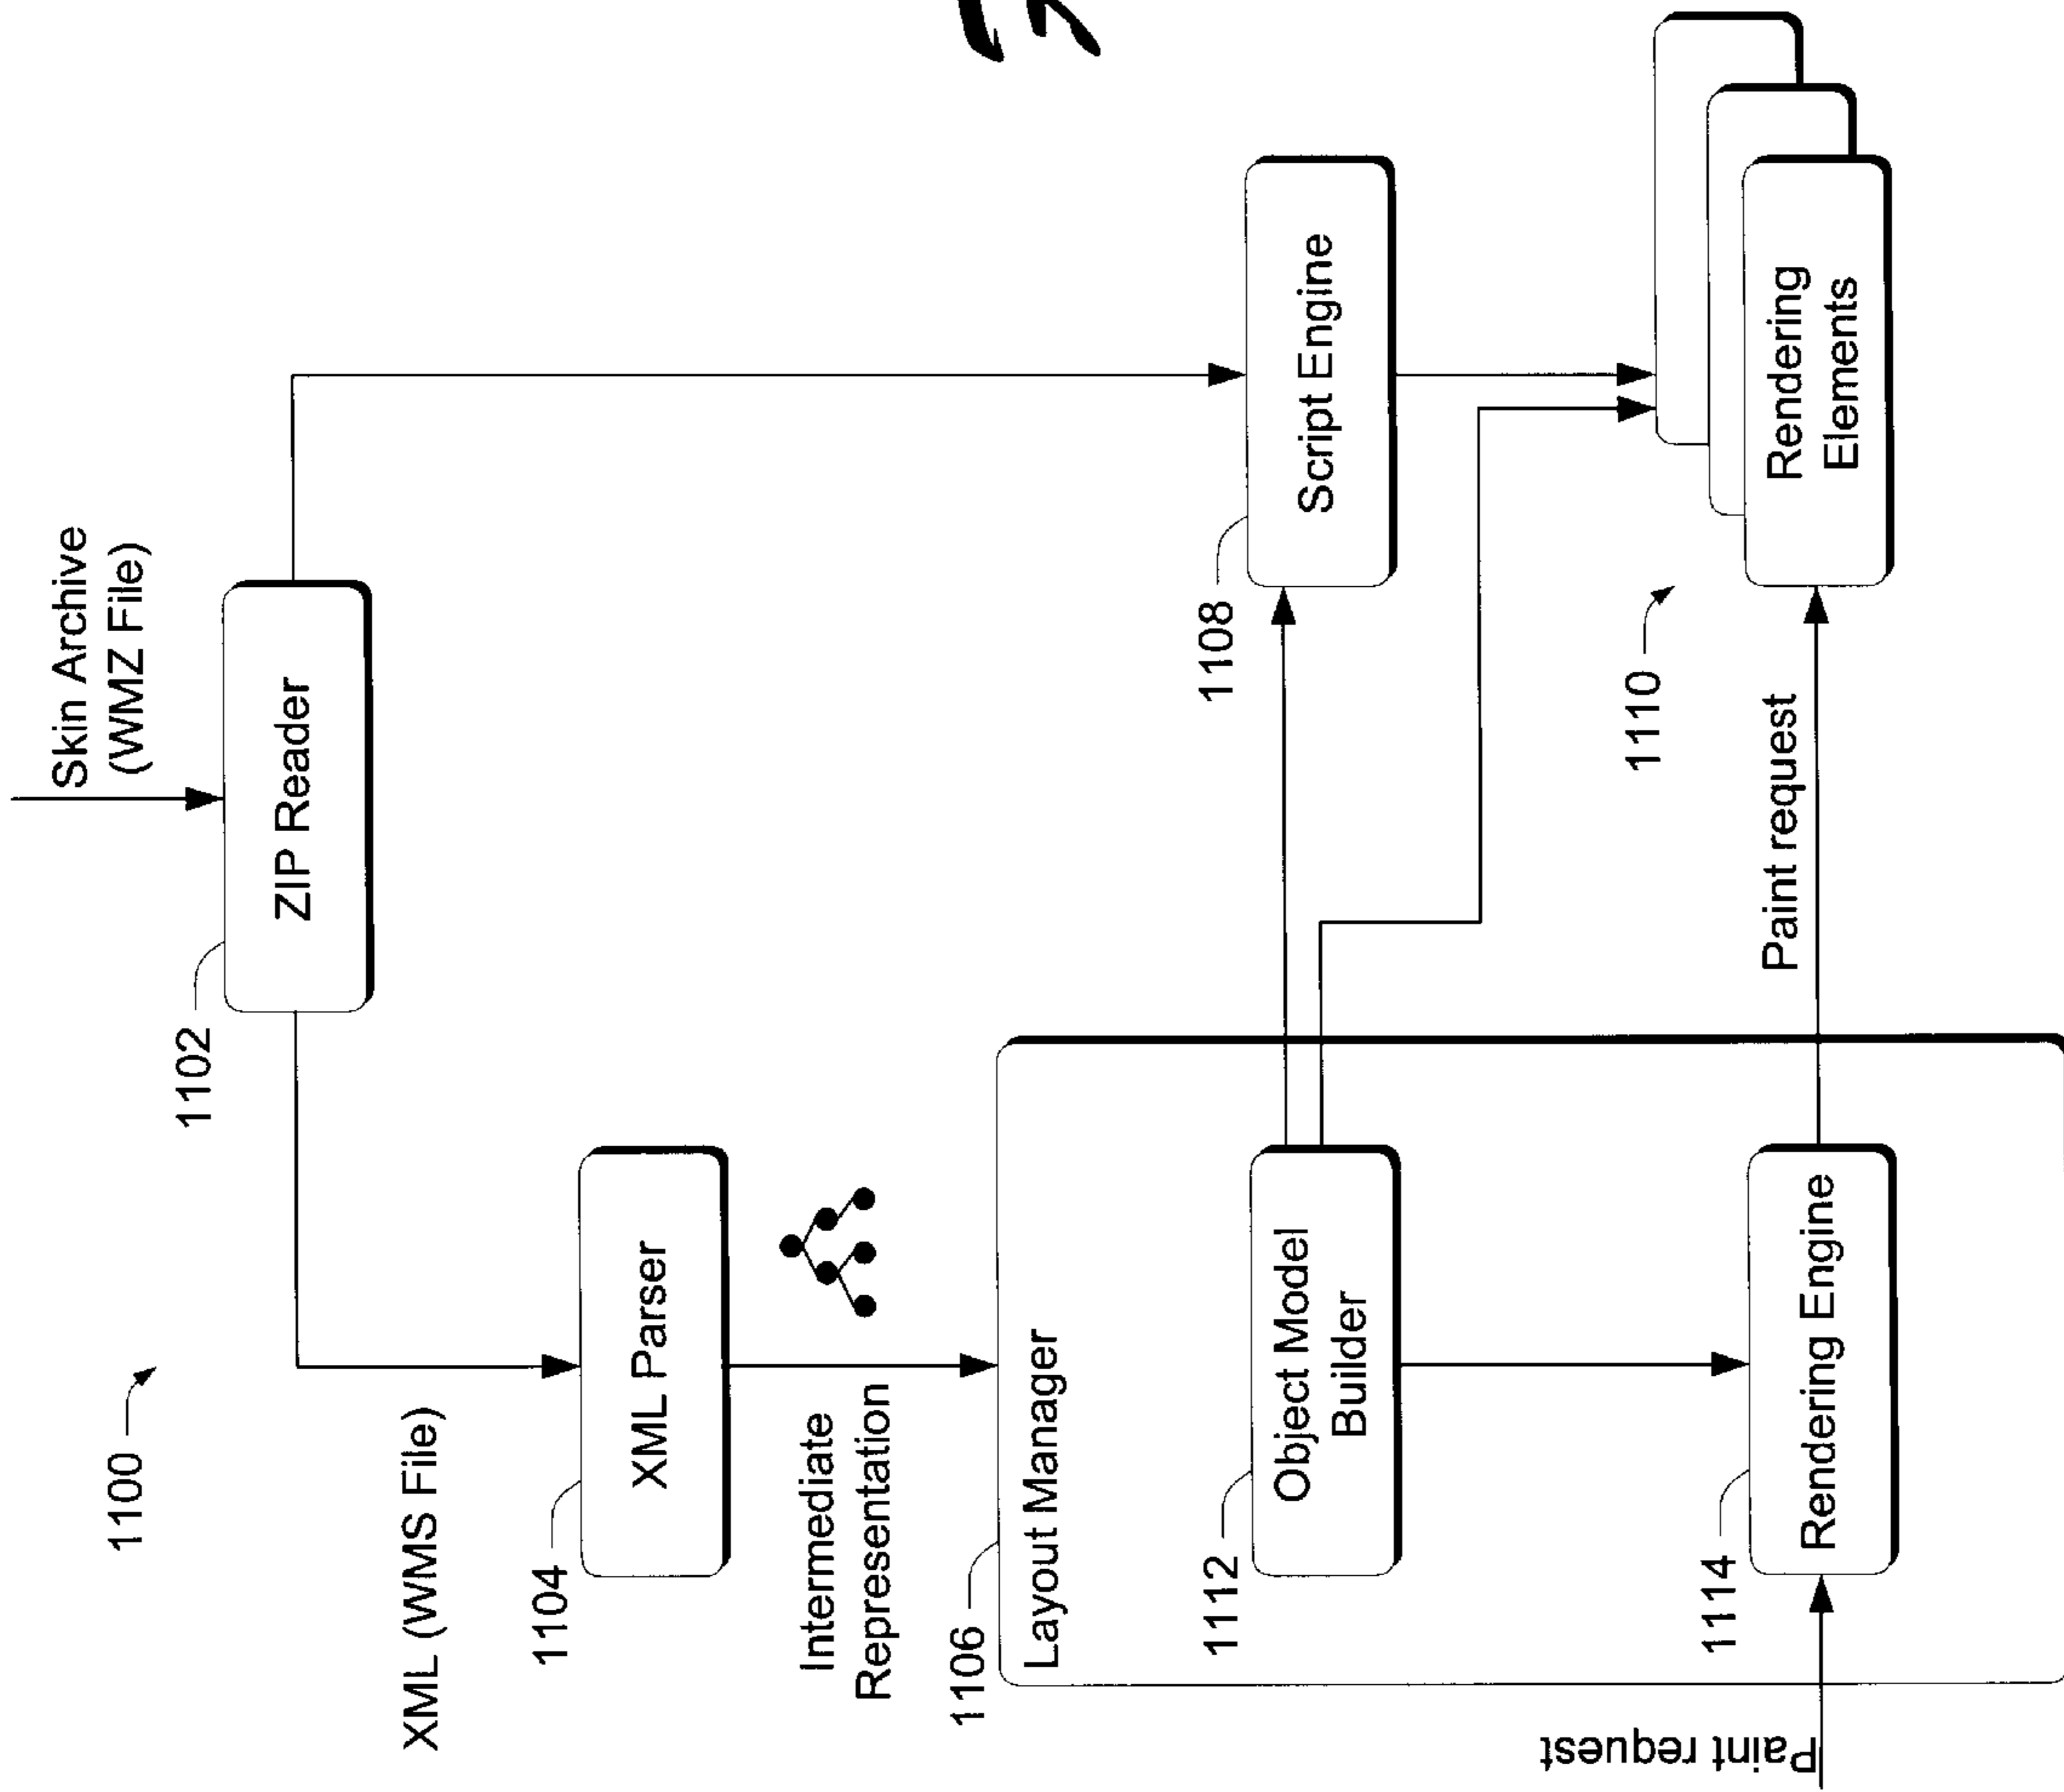 Skin Archive
(WMZ File)
1100
1102
ZIP Reader
XML (WMS File)
1104
XML Parser
Intermediate
Representation
1106
Layout Manager
1112
Object Model
Builder
1108
Script Engine
1110
1114
Paint request
Rendering Engine
Paint request
Rendering
Elements